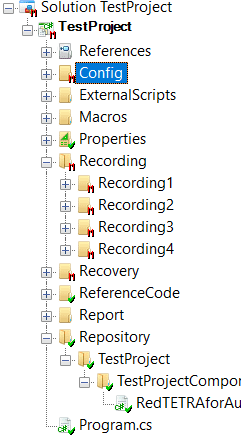 Solution TestProject
TestProject
References
Config
ExternalScripts
Macros
Properties
Recording
Recording1
Recording2
Recording3
Recording4
Recovery
ReferenceCode
Report
Repository
TestProject
TestProjectCompo
RedTETRAforAu
Program.cs